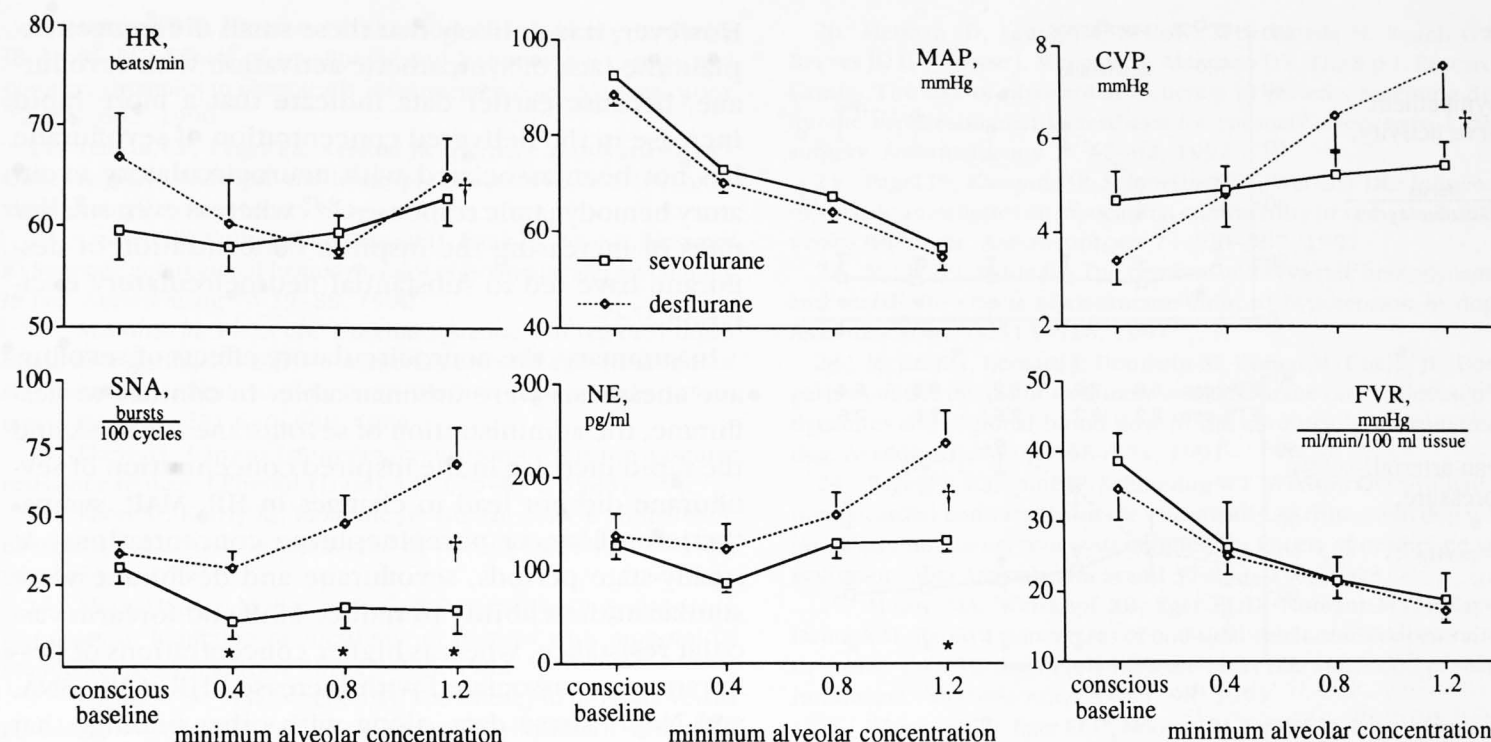 80
HR,
beats/min
70
60
50
100
MAP,
mmHg
80
60
40
sevoflurane
desflurane
8
CVP,
mmHg
6
4
2
†
†
100
SNA,
bursts
100 cycles
75
50
25
0
†
* *
conscious
baseline
0.4 0.8 1.2
minimum alveolar concentration
300
NE,
pg/ml
200
100
0
†
*
conscious
baseline
0.4 0.8 1.2
minimum alveolar concentration
50
FVR,
mmHg
ml/min/100 ml tissue
40
30
20
10
conscious
baseline
0.4 0.8 1.2
minimum alveolar concentration